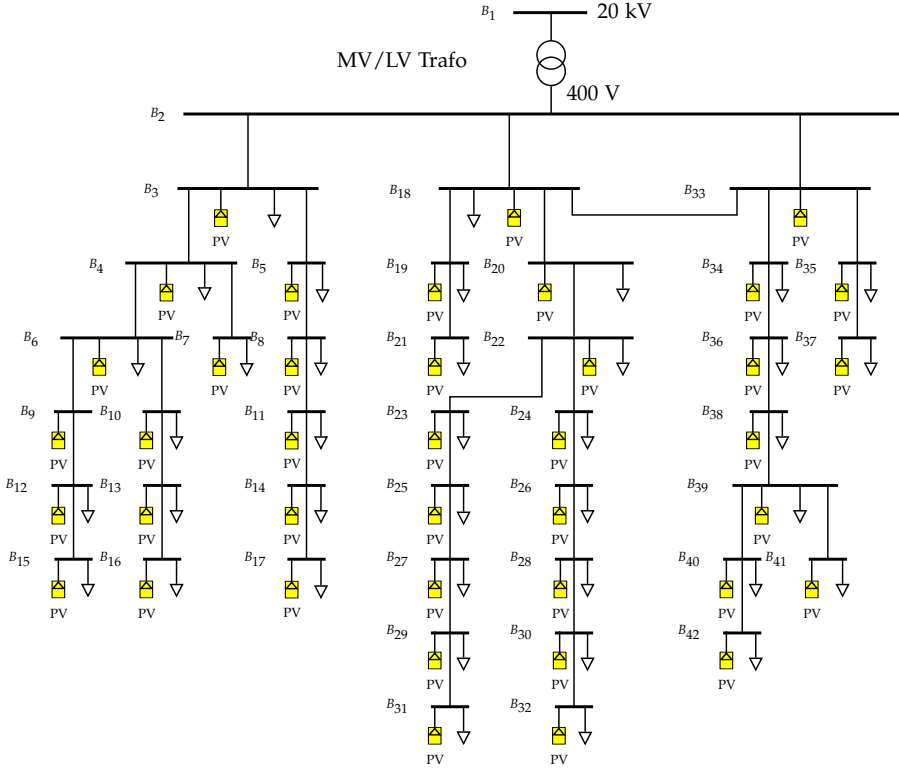 B1 20 kV
MV/LV Trafo
400 V
B2
B3 B18 B33
PV PV PV
B4 B5 B19 B20 B34 B35
PV PV PV PV PV PV
B6 B7 B8 B21 B22 B36 B37
PV PV PV PV PV PV PV
B9 B10 B11 B23 B24 B38
PV PV PV PV PV PV
B12 B13 B14 B25 B26 B39
PV PV PV PV PV PV
B15 B16 B17 B27 B28 B40 B41
PV PV PV PV PV PV PV
B29 B30 B42
PV PV PV
B31 B32
PV PV